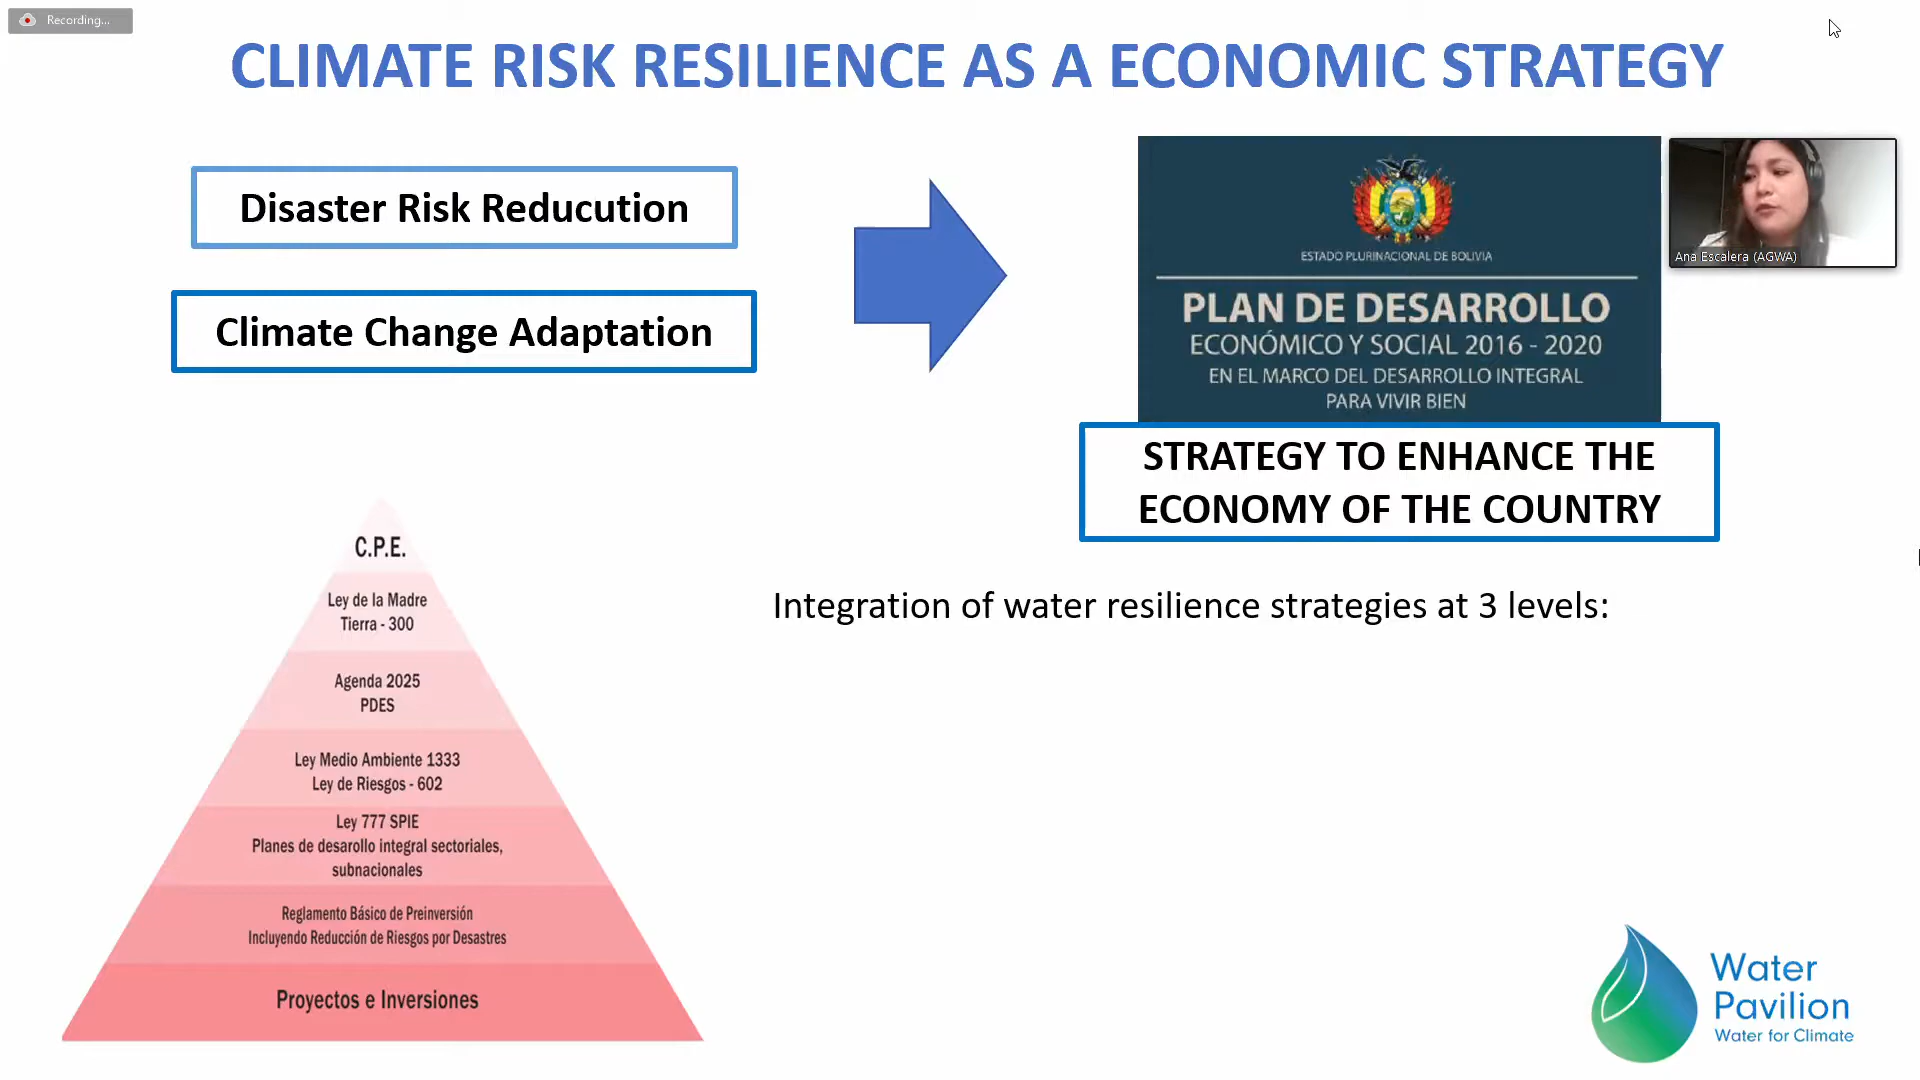 Recording...
CLIMATE RISK RESILIENCE AS A ECONOMIC STRATEGY
Disaster Risk Reducution
Climate Change Adaptation
ESTADO PLURINACIONAL DE BOLIVIA
PLAN DE DESARROLLO
ECONÓMICO Y SOCIAL 2016 - 2020
EN EL MARCO DEL DESARROLLO INTEGRAL
PARA VIVIR BIEN
Ana Escalera (AGWA)
STRATEGY TO ENHANCE THE
ECONOMY OF THE COUNTRY
C.P.E.
Ley de la Madre
Tierra - 300
Agenda 2025
PDES
Ley Medio Ambiente 1333
Ley de Riesgos - 602
Ley 777 SPIE
Planes de desarollo integral sectoriales,
subnacionales
Reglamento Básico de Preinversión
Incluyendo Reducción de Riesgos por Desastres
Proyectos e Inversiones
Integration of water resilience strategies at 3 levels:
Water
Pavilion
Water for Climate